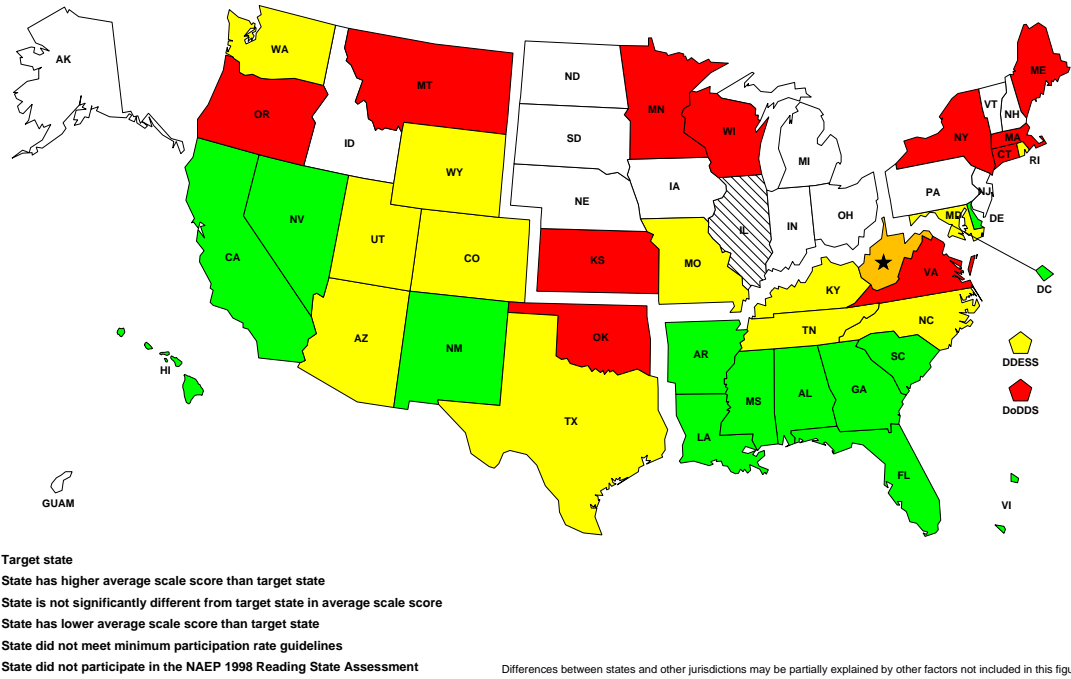 AK
WA
MT
ND
MN
ME
VT
NH
OR
ID
SD
WI
NY
MA
CT
RI
MI
WY
IA
PA
NJ
NE
OH
NV
UT
CO
IL
IN
MD
DE
CA
KS
MO
KY
VA
DC
AZ
NM
OK
TN
NC
AR
SC
HI
MS
AL
GA
DDESS
DoDDS
TX
LA
FL
GUAM
VI
Target state
State has higher average scale score than target state
State is not significantly different from target state in average scale score
State has lower average scale score than target state
State did not meet minimum participation rate guidelines
State did not participate in the NAEP 1998 Reading State Assessment
Differences between states and other jurisdictions may be partially explained by other factors not included in this figu